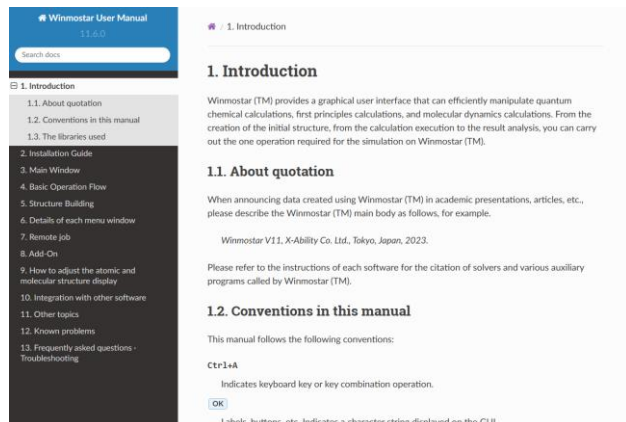 Winmostar User Manual
11.6.0
Search docs
1. Introduction
1.1. About quotation
1.2. Conventions in this manual
1.3. The libraries used
2. Installation Guide
3. Main Window
4. Basic Operation Flow
5. Structure Building
6. Details of each menu window
7. Remote job
8. Add-On
9. How to adjust the atomic and
molecular structure display
10. Integration with other software
11. Other topics
12. Known problems
13. Frequently asked questions -
Troubleshooting
/ 1. Introduction
1. Introduction
Winmostar (TM) provides a graphical user interface that can efficiently manipulate quantum
chemical calculations, first principles calculations, and molecular dynamics calculations. From the
creation of the initial structure, from the calculation execution to the result analysis, you can carry
out the one operation required for the simulation on Winmostar (TM).
1.1. About quotation
When announcing data created using Winmostar (TM) in academic presentations, articles, etc.,
please describe the Winmostar (TM) main body as follows, for example.
Winmostar V11, X-Ability Co. Ltd., Tokyo, Japan, 2023.
Please refer to the instructions of each software for the citation of solvers and various auxiliary
programs called by Winmostar (TM).
1.2. Conventions in this manual
This manual follows the following conventions:
Ctrl+A
Indicates keyboard key or key combination operation.
OK
Labels, buttons, etc. Indicates a character string displayed on the GUI.